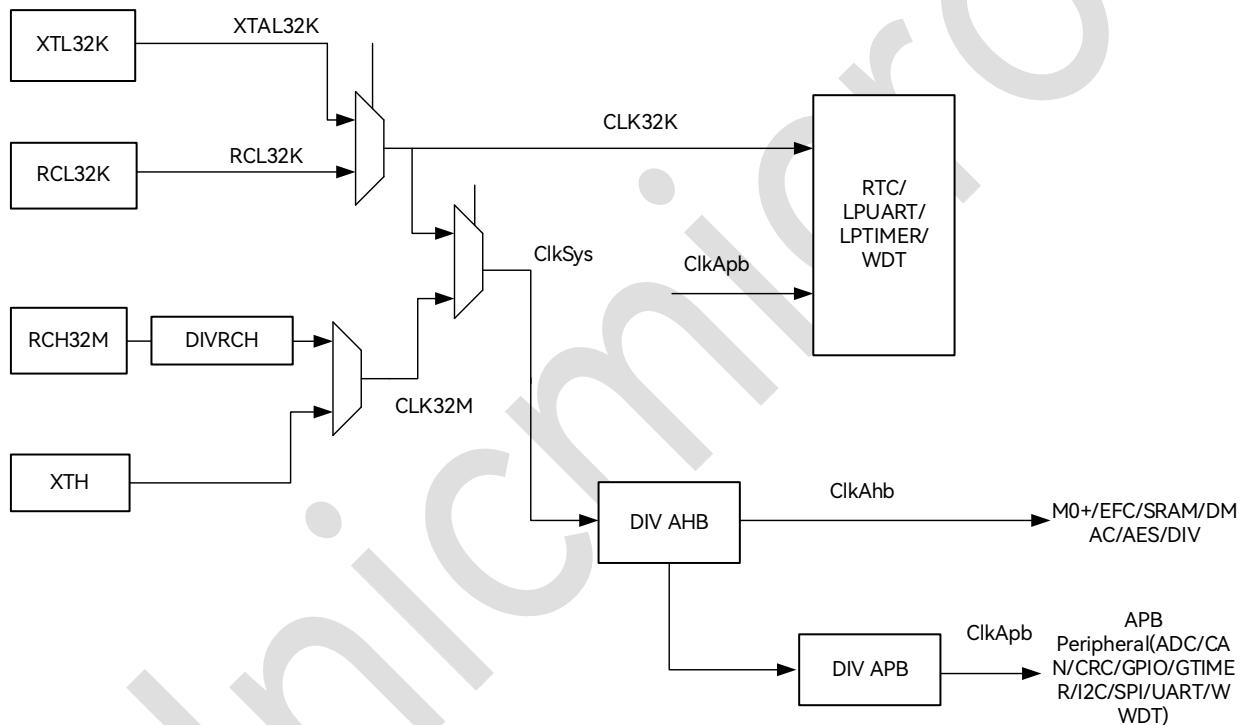 XTL32K
XTAL32K
RCL32K
RCL32K
CLK32K
RTC/
LPUART/
LPTIMER/
WDT
ClkSys
ClkApb
RCH32M
DIVRCH
CLK32M
XTH
DIV AHB
ClkAhb
M0+/EFC/SRAM/DM
AC/AES/DIV
DIV APB
ClkApb
APB
Peripheral(ADC/CA
N/CRC/GPIO/GTIME
R/I2C/SPI/UART/W
WDT)